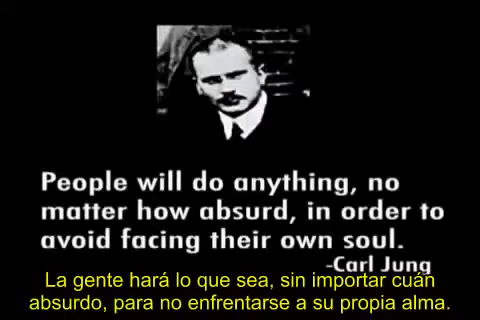 People will do anything, no
matter how absurd, in order to
avoid facing their own soul.
-Carl Jung
La gente hará lo que sea, sin importar cuán
absurdo, para no enfrentarse a su propia alma.